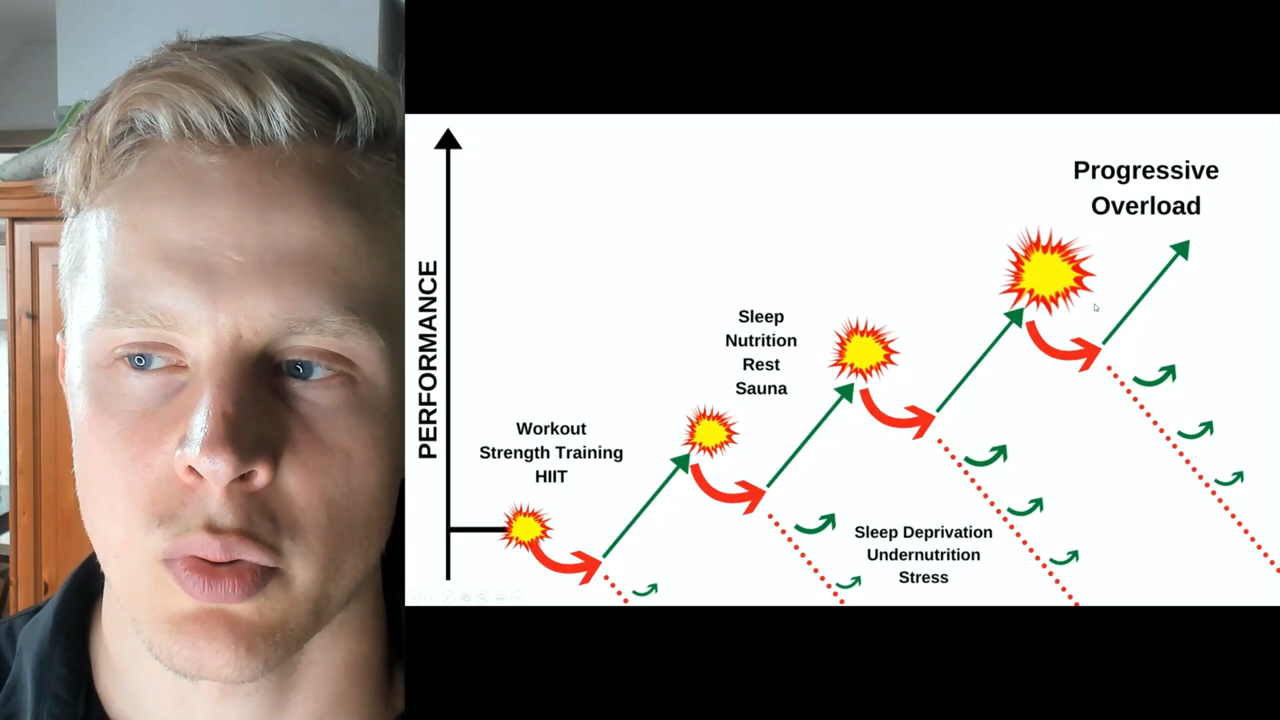 PERFORMANCE
Workout
Strength Training
HIIT
Sleep
Nutrition
Rest
Sauna
Progressive
Overload
Sleep Deprivation
Undernutrition
Stress